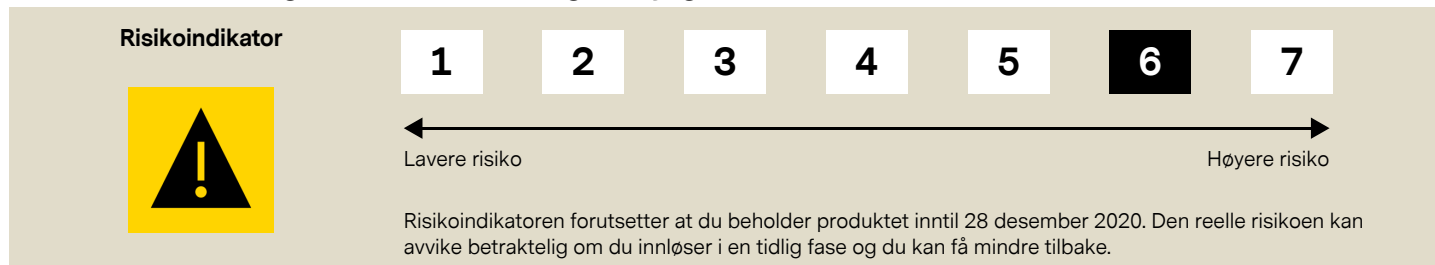 Risikoindikator
1 2 3 4 5 6 7
Lavere risiko Høyere risiko
Risikoindikatoren forutsetter at du beholder produktet inntil 28 desember 2020. Den reelle risikoen kan
avvike betraktelig om du innløser i en tidlig fase og du kan få mindre tilbake.